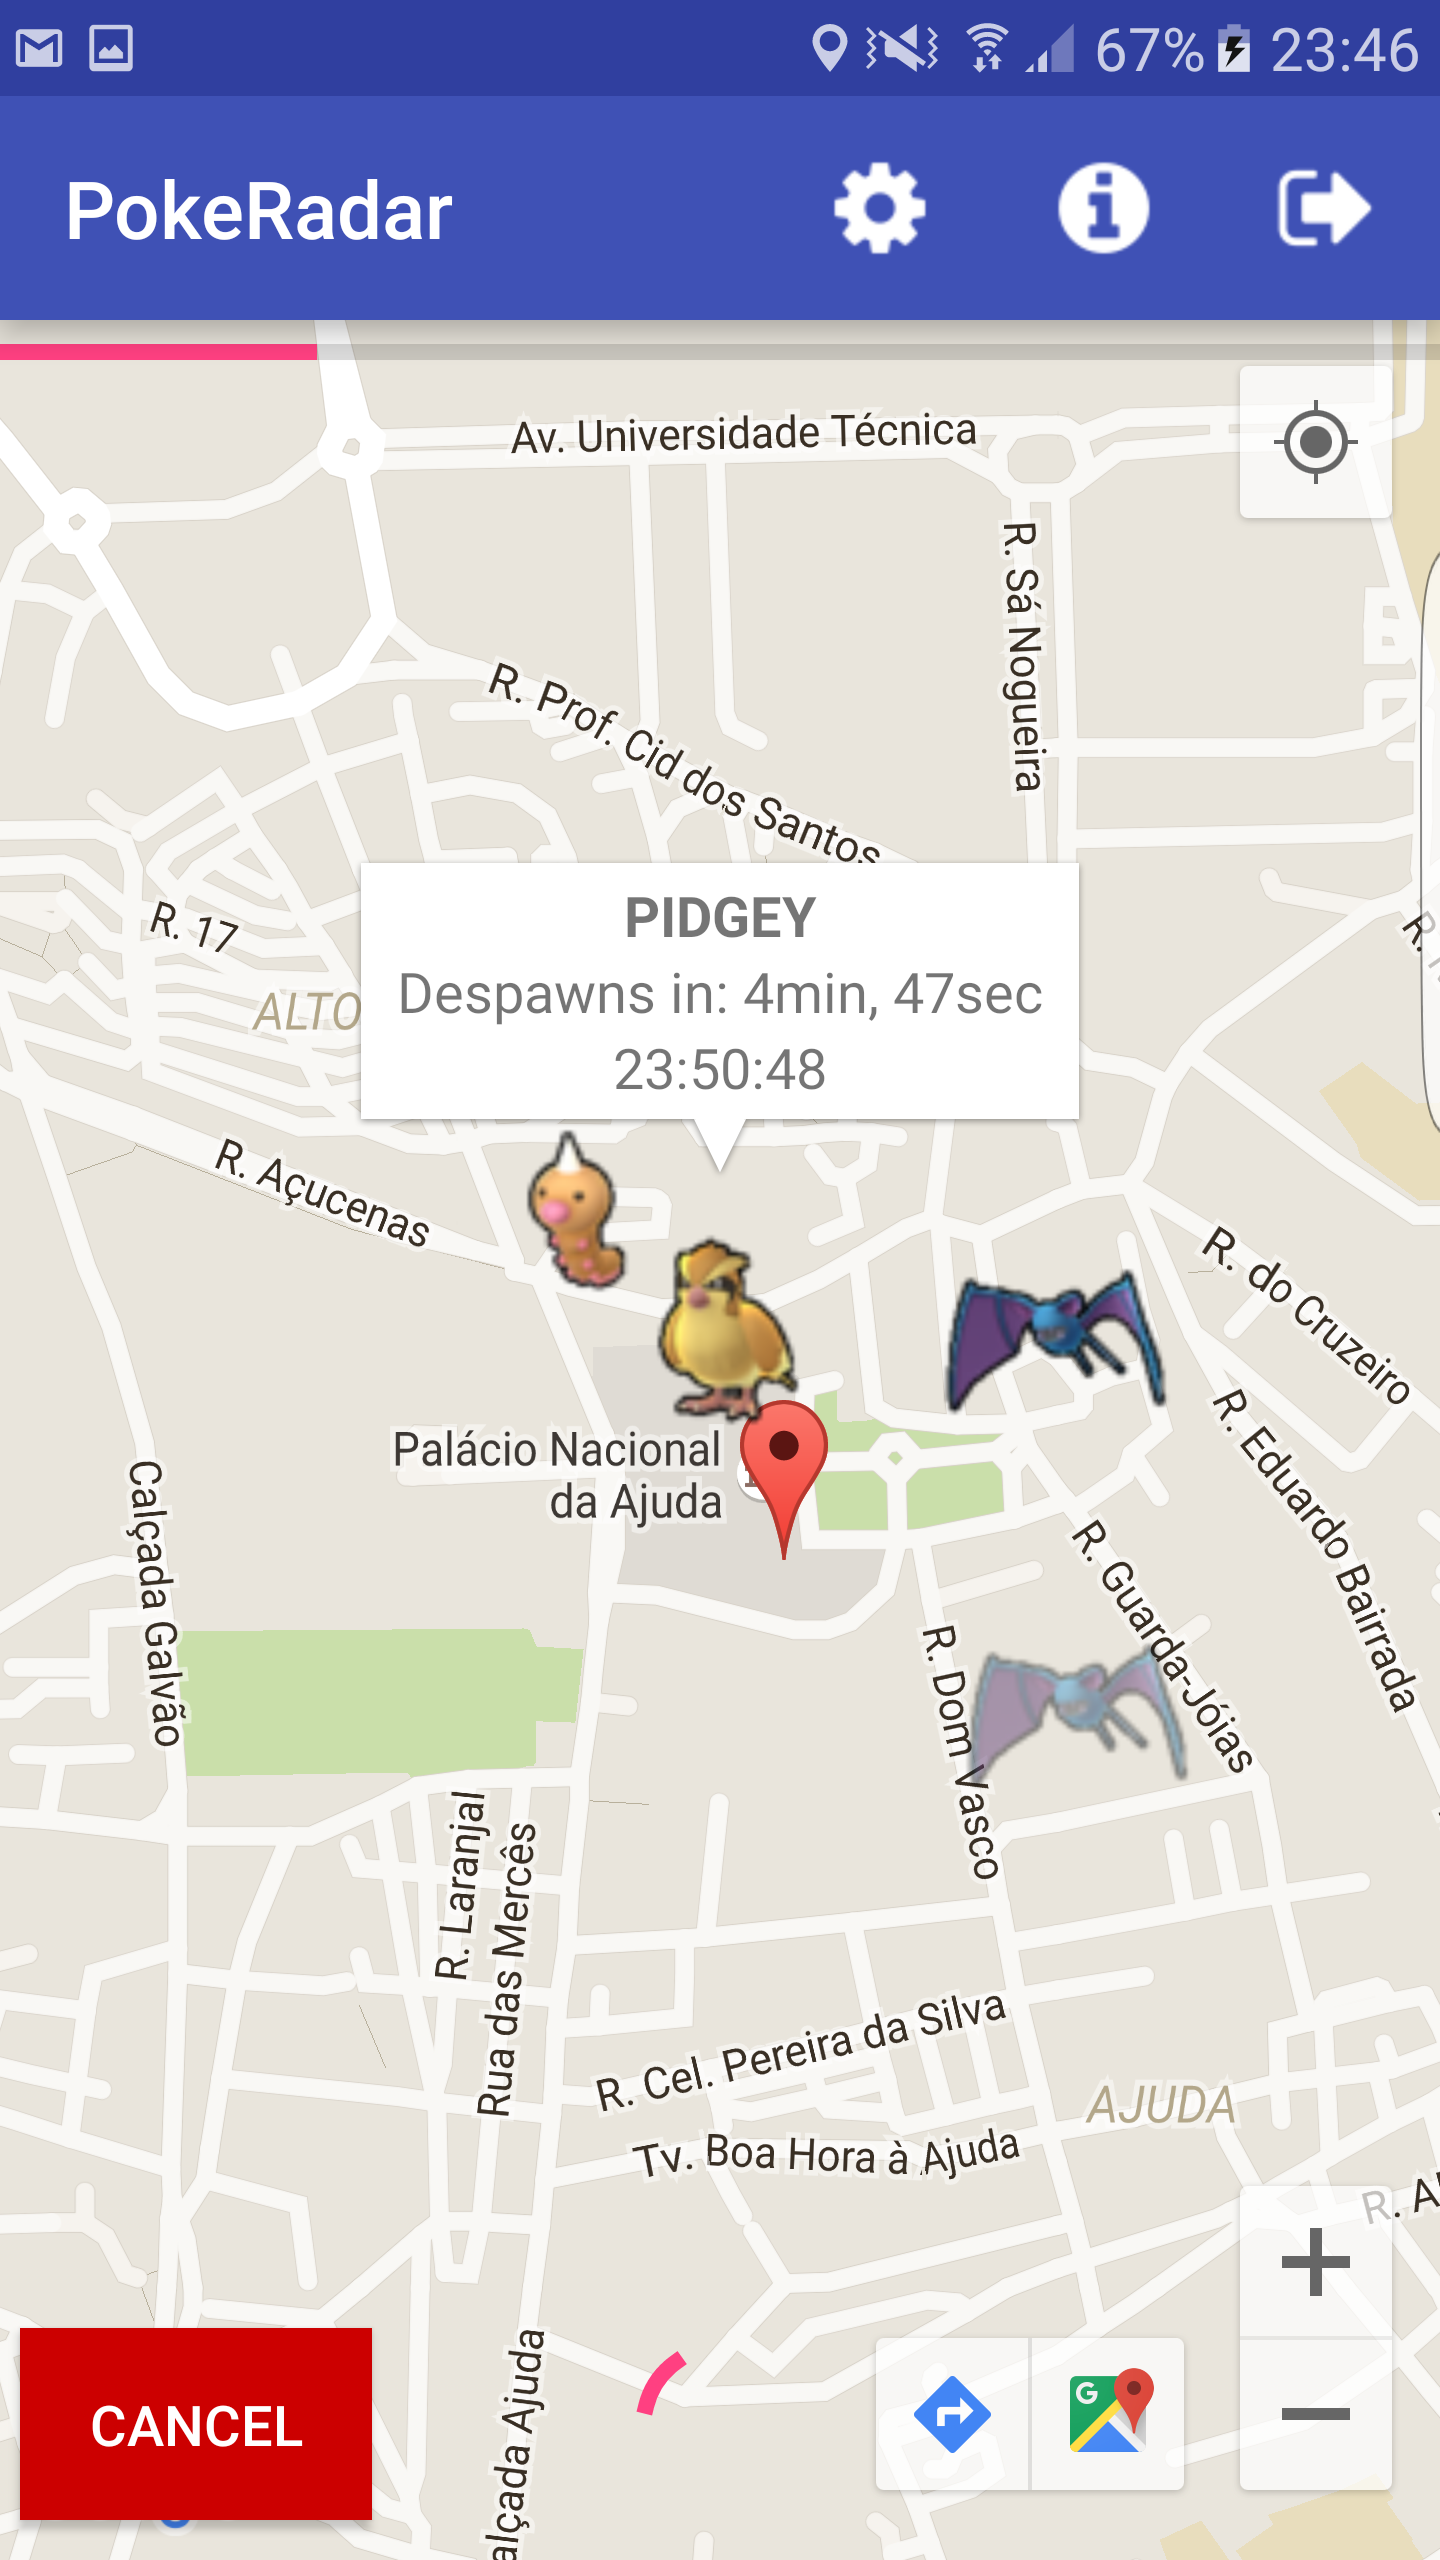 67% 23:46
PokeRadar
Av. Universidade Técnica
R. Sá Nogueira
R. Prof. Cid dos Santos
R. 17
ALTO
PIDGEY
Despawns in: 4min, 47sec
23:50:48
R. Açucenas
R. do Cruzeiro
R. Eduardo Bairrada
Palácio Nacional
da Ajuda
Calçada Galvão
R. Guarda-Jóias
R. Dom Vasco
R. Laranjal
Rua das Mercês
R. Cel. Pereira da Silva
AJUDA
Tv. Boa Hora à Ajuda
R. Al
alçada Ajuda
G
CANCEL